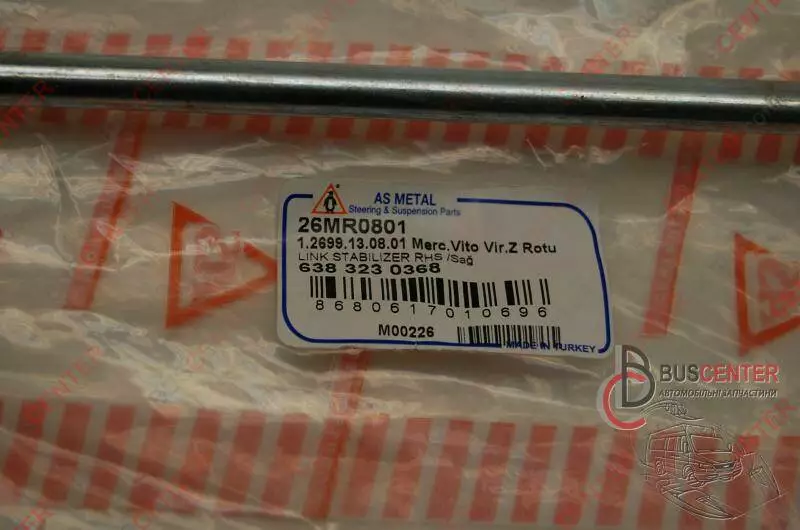 AS METAL
Steering & Suspension Parts
26MR0801
1.2699.13.08.01 Merc.Vito Vir.Z Rotu
LINK STABILIZER RHS /Sağ
638 323 0368
8680617010696
M00226
MADE IN TURKEY
BUSCENTER
АВТОМОБІЛЬНІ ЗАПЧАСТИНИ